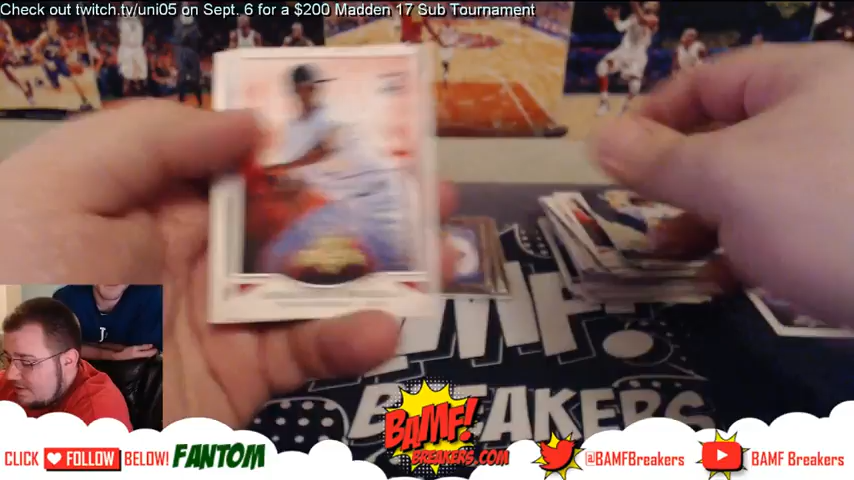 Check out twitch.tv/uni05 on Sept. 6 for a $200 Madden 17 Sub Tournament
BREAKERS
CLICK FOLLOW BELOW! FANTOM
BAMF!
BREAKERS.COM
@BAMFBreakers
BAMF Breakers